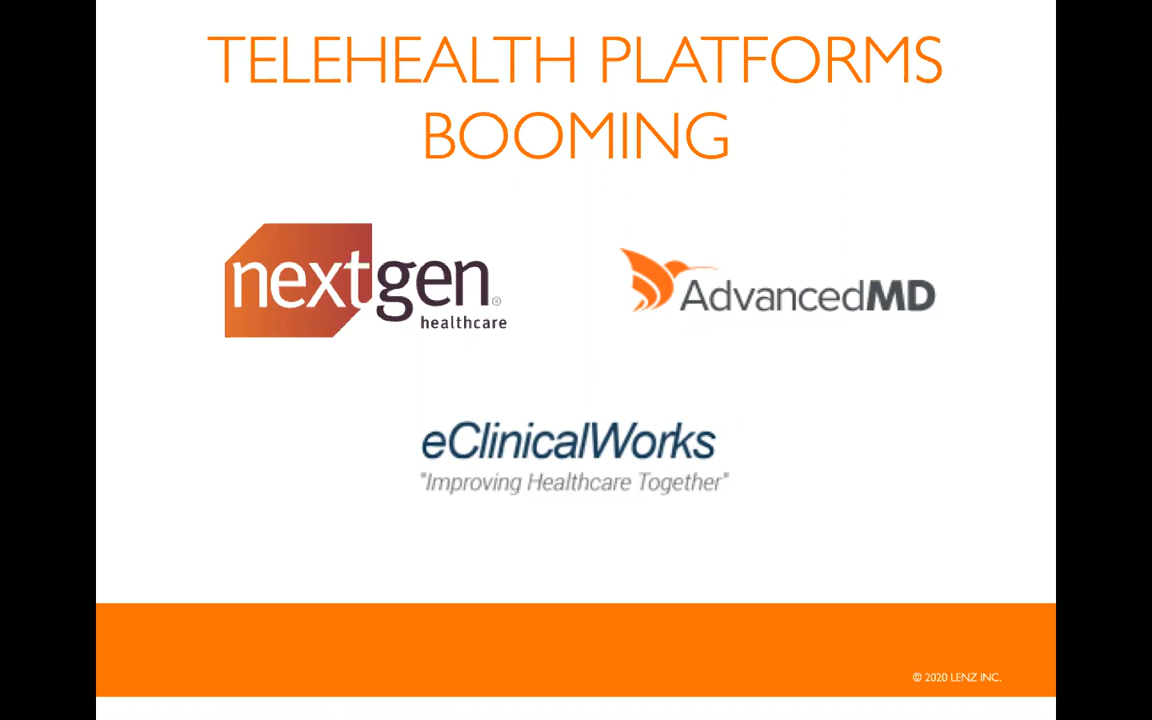 TELEHEALTH PLATFORMS
BOOMING
nextgen®
healthcare
AdvancedMD
eClinicalWorks
"Improving Healthcare Together"
© 2020 LENZ INC.